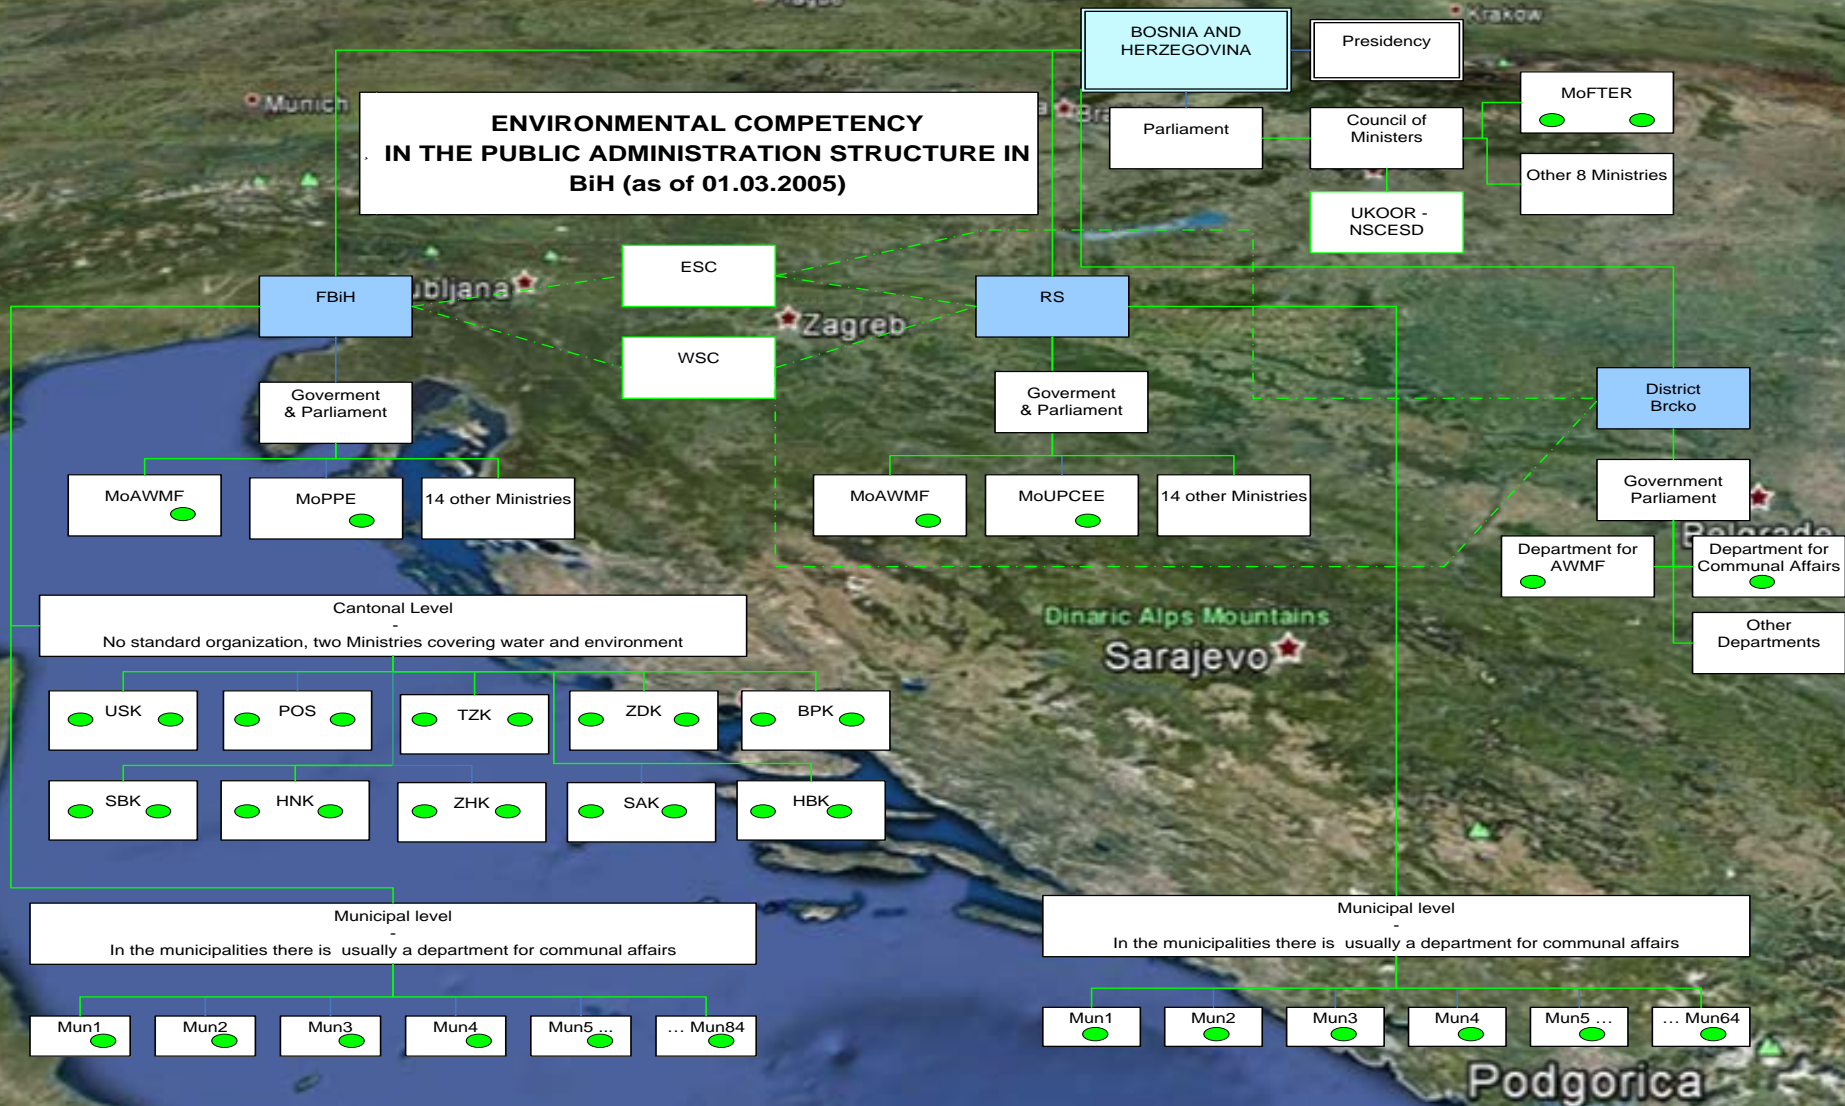 Prague
Krakow
BOSNIA AND
HERZEGOVINA
Presidency
Munich
MoFTER
ENVIRONMENTAL COMPETENCY
IN THE PUBLIC ADMINISTRATION STRUCTURE IN
BiH (as of 01.03.2005)
Parliament
Council of
Ministers
Other 8 Ministries
UKOOR -
NSCESD
ESC
FBiH
ubljana
RS
Zagreb
WSC
Goverment
& Parliament
Goverment
& Parliament
District
Brcko
MoAWMF
MoPPE
14 other Ministries
MoAWMF
MoUPCEE
14 other Ministries
Government
Parliament
Belgrade
Department for
AWMF
Department for
Communal Affairs
Other
Departments
Cantonal Level
-
No standard organization, two Ministries covering water and environment
Dinaric Alps Mountains
Sarajevo
USK
POS
TZK
ZDK
BPK
SBK
HNK
ZHK
SAK
HBK
Municipal level
-
In the municipalities there is usually a department for communal affairs
Municipal level
-
In the municipalities there is usually a department for communal affairs
Mun1
Mun2
Mun3
Mun4
Mun5 ...
... Mun84
Mun1
Mun2
Mun3
Mun4
Mun5 ...
... Mun64
Podgorica